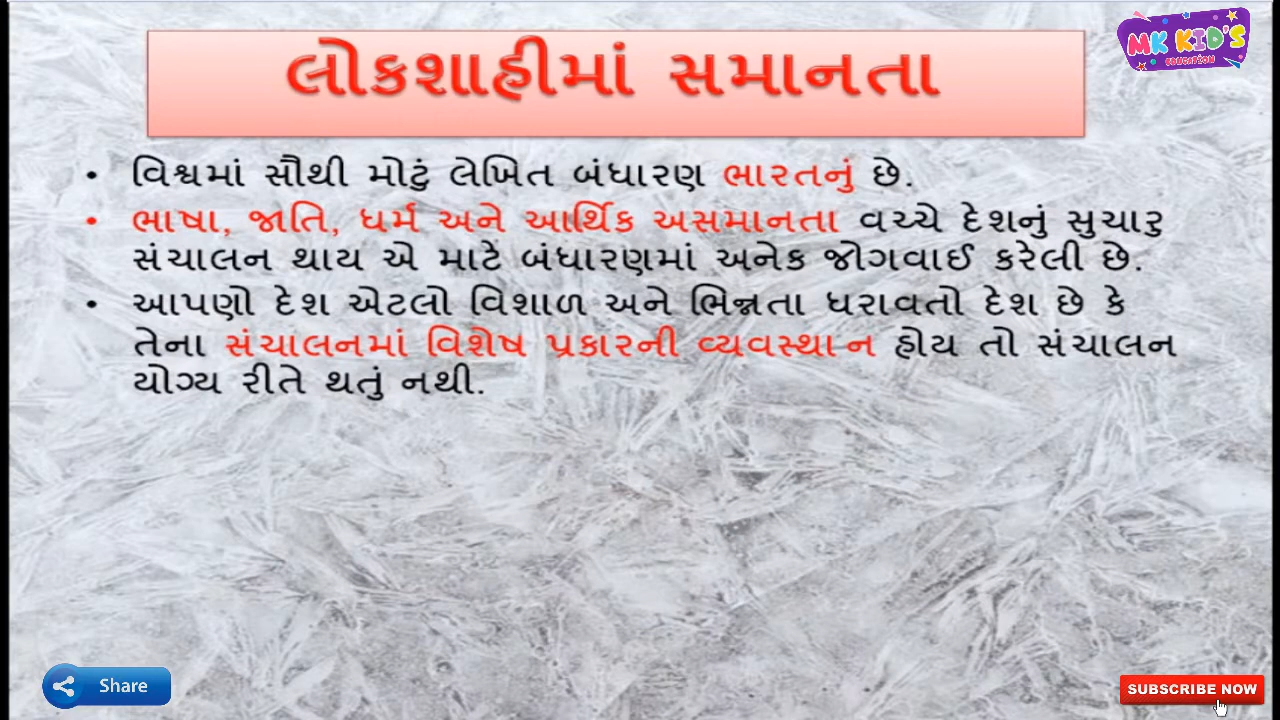 લોકશાહીમાં સમાનતા
MK KID'S
EDUCATION
• વિશ્વમાં સૌથી મોટું લેખિત બંધારણ ભારતનું છે.
• ભાષા, જાતિ, ધર્મ અને આર્થિક અસમાનતા વચ્ચે દેશનું સુચારુ
સંચાલન થાય એ માટે બંધારણમાં અનેક જોગવાઈ કરેલી છે.
• આપણો દેશ એટલો વિશાળ અને ભિન્નતા ધરાવતો દેશ છે કે
તેના સંચાલનમાં વિશેષ પ્રકારની વ્યવસ્થા ન હોય તો સંચાલન
યોગ્ય રીતે થતું નથી.
Share
SUBSCRIBE NOW